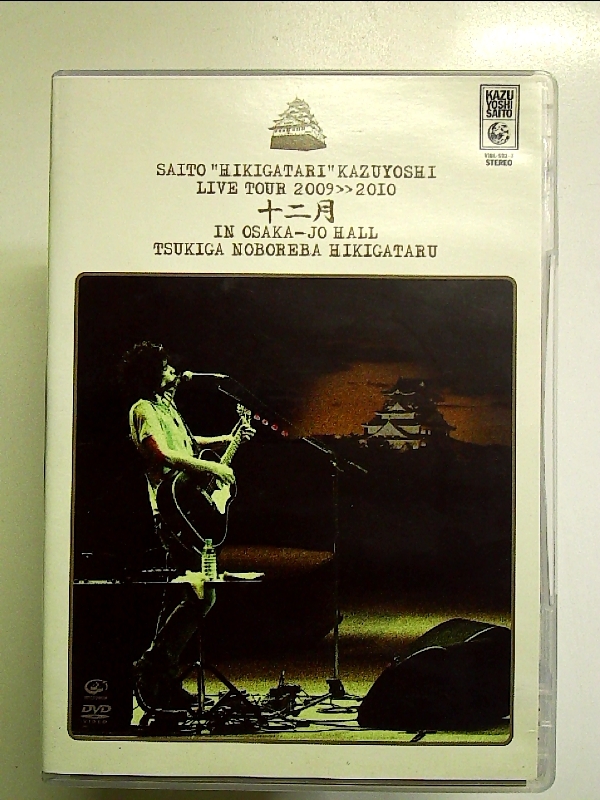 KAZU
YOSHI
SAITO
STEREO
SAITO "HIKIGATARI" KAZUYOSHI
LIVE TOUR 2009>>2010
十二月
IN OSAKA-JO HALL
TSUKIGA NOBOREBA HIKIGATARU
DVD
VIDEO